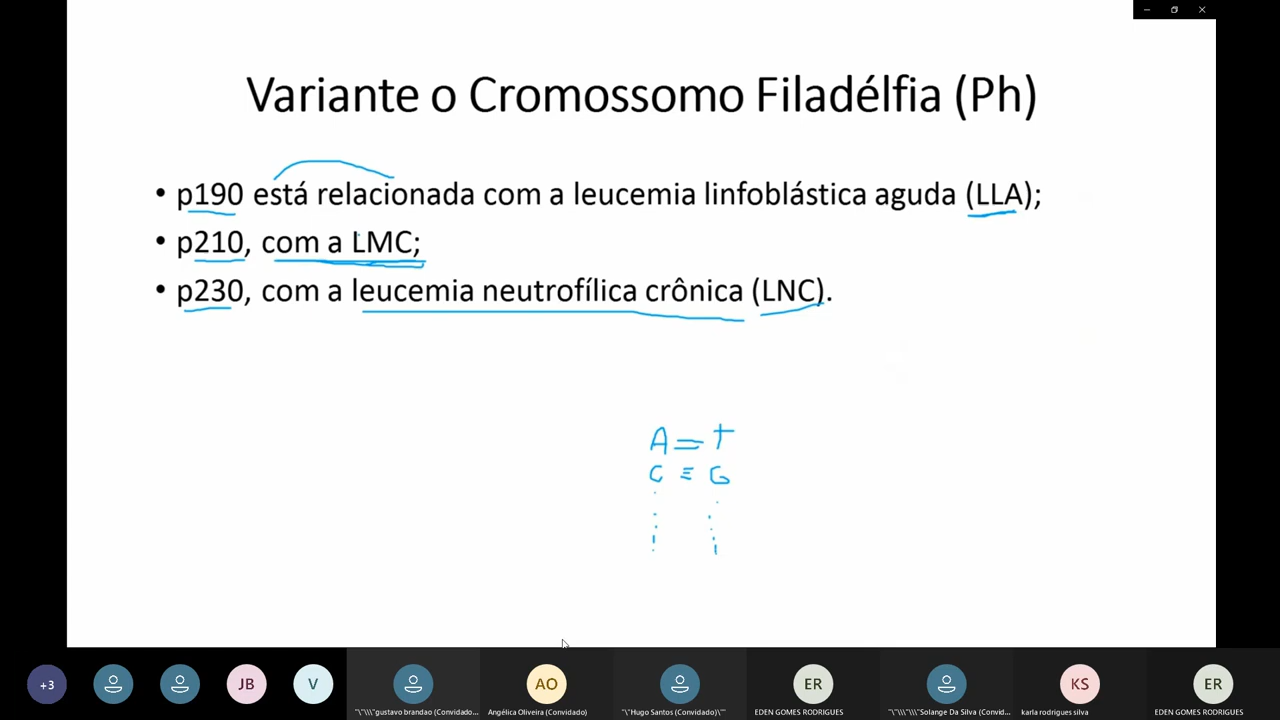 Variante o Cromossomo Filadélfia (Ph)
• p190 está relacionada com a leucemia linfoblástica aguda (LLA);
• p210, com a LMC;
• p230, com a leucemia neutrofílica crônica (LNC).
A = T
C ≡ G
+3
JB
V
AO
ER
KS
ER
"\"\\\"gustavo brandao (Convidado...
Angélica Oliveira (Convidado)
"\"Hugo Santos (Convidado)\""
EDEN GOMES RODRIGUES
"\"\\\"\\\"Solange Da Silva (Convid...
karla rodrigues silva
EDEN GOMES RODRIGUES